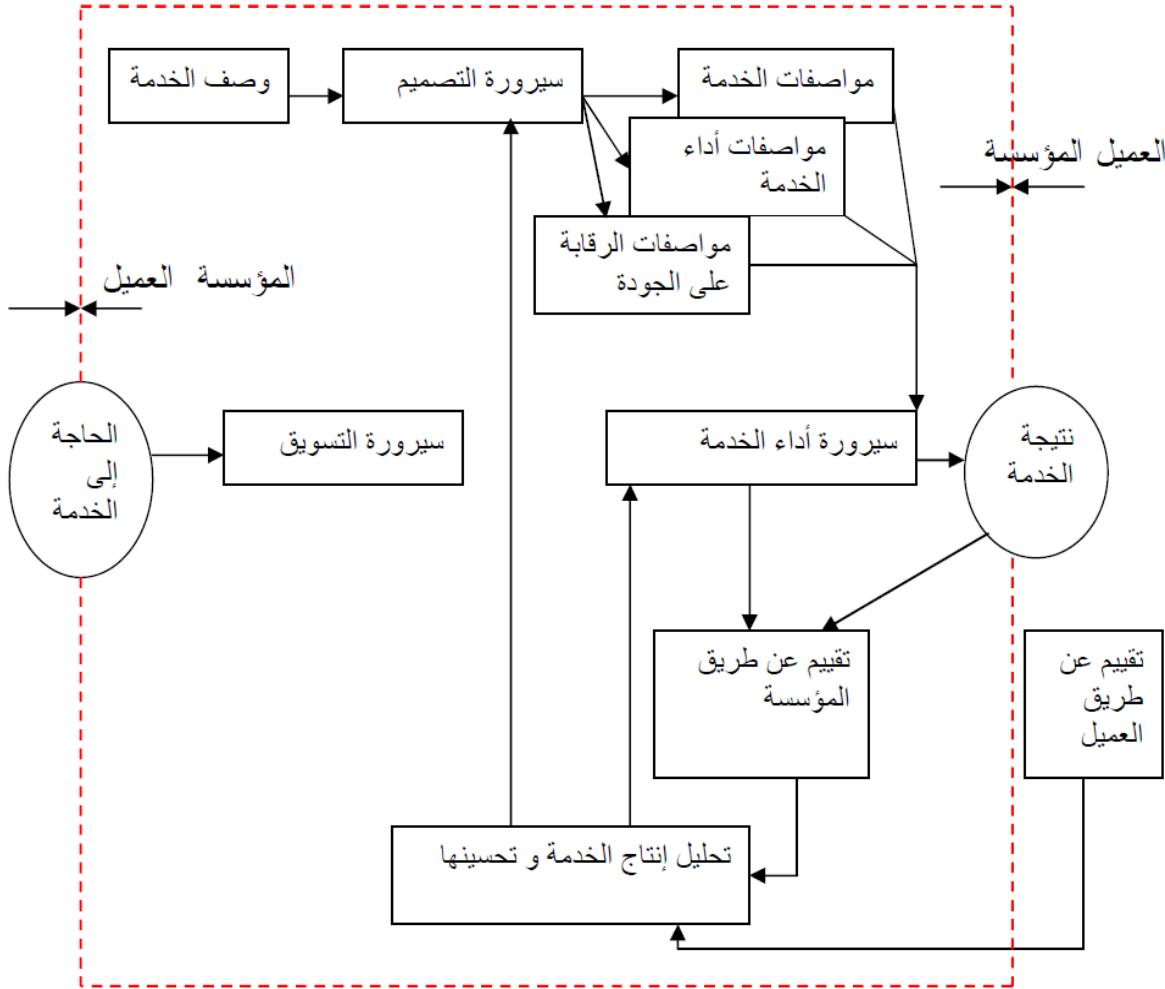 وصف الخدمة
سيرورة التصميم
مواصفات الخدمة
مواصفات أداء
الخدمة
مواصفات الرقابة
على الجودة
العميل المؤسسة
المؤسسة العميل
الحاجة
إلى
الخدمة
سيرورة التسويق
سيرورة أداء الخدمة
نتيجة
الخدمة
تقييم عن طريق
المؤسسة
تقييم عن
طريق
العميل
تحليل إنتاج الخدمة و تحسينها